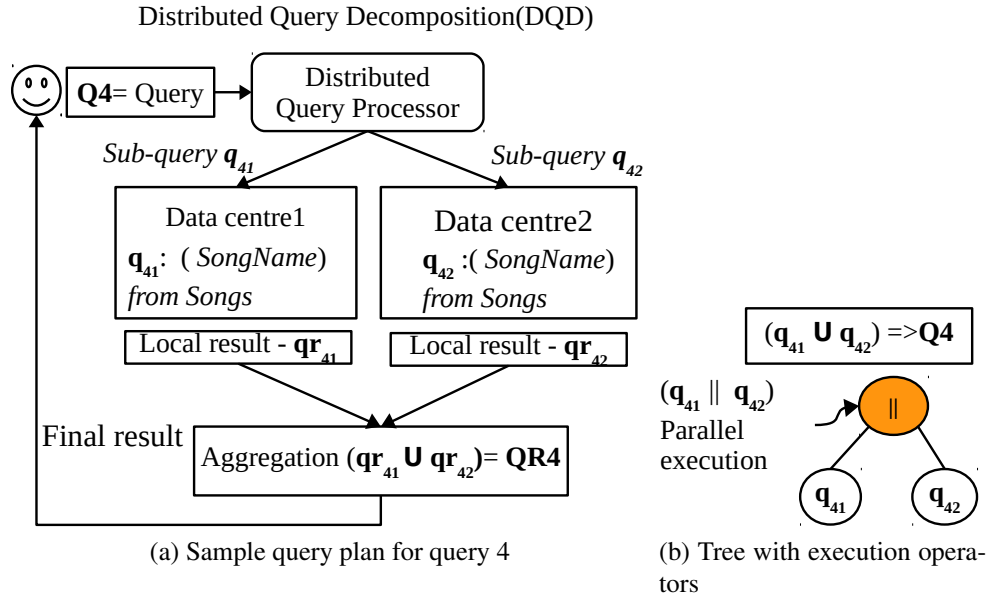 Distributed Query Decomposition(DQD)
Q4= Query
Distributed
Query Processor
Sub-query q41
Sub-query q42
Data centre1
q41: ( SongName)
from Songs
Data centre2
q42 :( SongName)
from Songs
Local result - qr41
Local result - qr42
Final result
Aggregation (qr41 U qr42)= QR4
(a) Sample query plan for query 4
(q41 U q42) =>Q4
(q41 || q42)
Parallel
execution
||
q41
q42
(b) Tree with execution opera-
tors